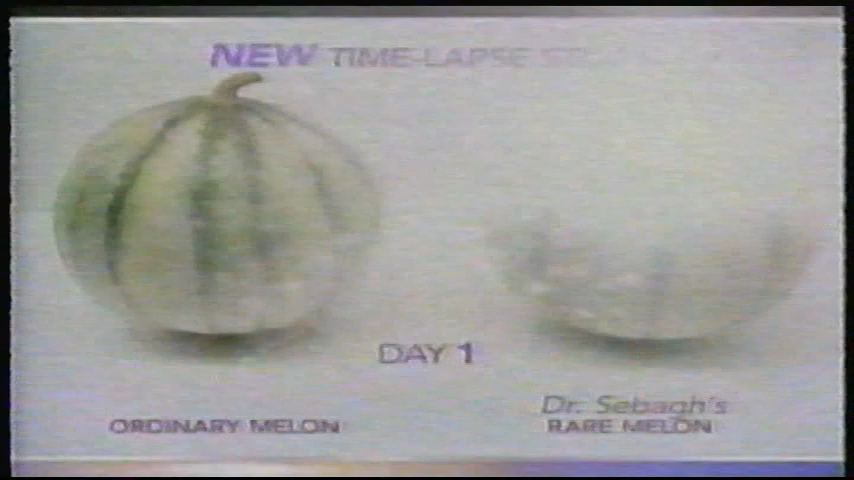 NEW TIME-LAPSE
DAY 1
Dr. Sebagh's
ORDINARY MELON
RARE MELON